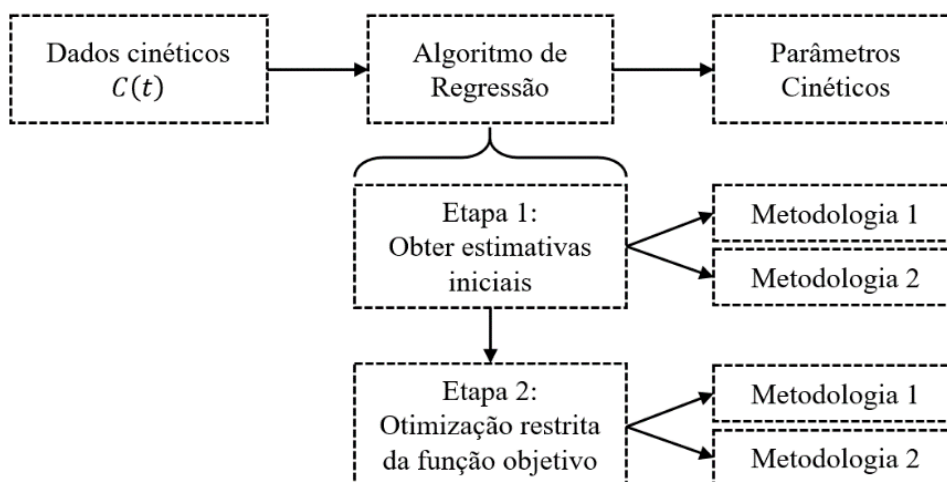 Dados cinéticos
C(t)
Algoritmo de
Regressão
Parâmetros
Cinéticos
Etapa 1:
Obter estimativas
iniciais
Metodologia 1
Metodologia 2
Etapa 2:
Otimização restrita
da função objetivo
Metodologia 1
Metodologia 2